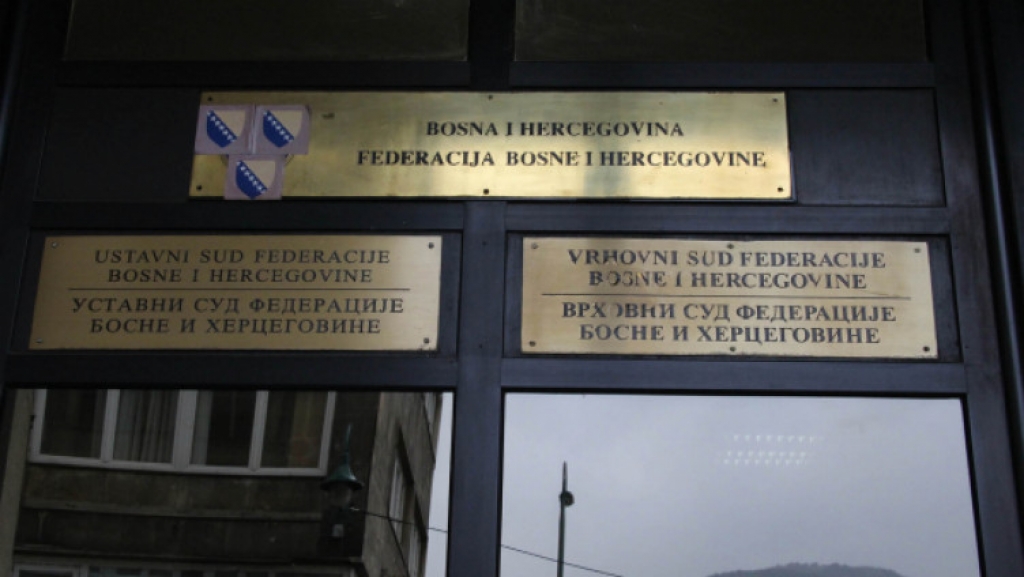 BOSNA I HERCEGOVINA
FEDERACIJA BOSNE I HERCEGOVINE
USTAVNI SUD FEDERACIJE
BOSNE I HERCEGOVINE
УСТАВНИ СУД ФЕДЕРАЦИЈЕ
БОСНЕ И ХЕРЦЕГОВИНЕ
VRHOVNI SUD FEDERACIJE
BOSNE I HERCEGOVINE
ВРХОВНИ СУД ФЕДЕРАЦИЈЕ
БОСНЕ И ХЕРЦЕГОВИНЕ